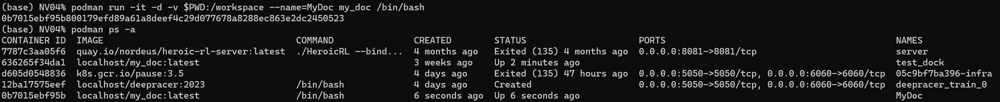 (base) NV04% podman run -it -d -v $PWD:/workspace --name=MyDoc my_doc /bin/bash
0b7015ebf95b800179efd89a61a8deef4c29d077678a8288ec863e2dc2450523
(base) NV04% podman ps -a
CONTAINER ID  IMAGE                                   COMMAND               CREATED        STATUS                     PORTS                                           NAMES
7787c3aa05f6  quay.io/nordeus/heroic-rl-server:latest  ./HeroicRL --bind...  4 months ago   Exited (135) 4 months ago  0.0.0.0:8081->8081/tcp                          server
636265f34da1  localhost/my_doc:latest                                        3 weeks ago    Up 2 minutes ago                                                           test_dock
d605d0548836  k8s.gcr.io/pause:3.5                                           4 days ago     Exited (135) 47 hours ago  0.0.0.0:5050->5050/tcp, 0.0.0.0:6060->6060/tcp  05c9bf7ba396-infra
12ba17575eef  localhost/deepracer:2023                 /bin/bash             4 days ago     Created                    0.0.0.0:5050->5050/tcp, 0.0.0.0:6060->6060/tcp  deepracer_train_0
0b7015ebf95b  localhost/my_doc:latest                  /bin/bash             6 seconds ago  Up 6 seconds ago                                                           MyDoc